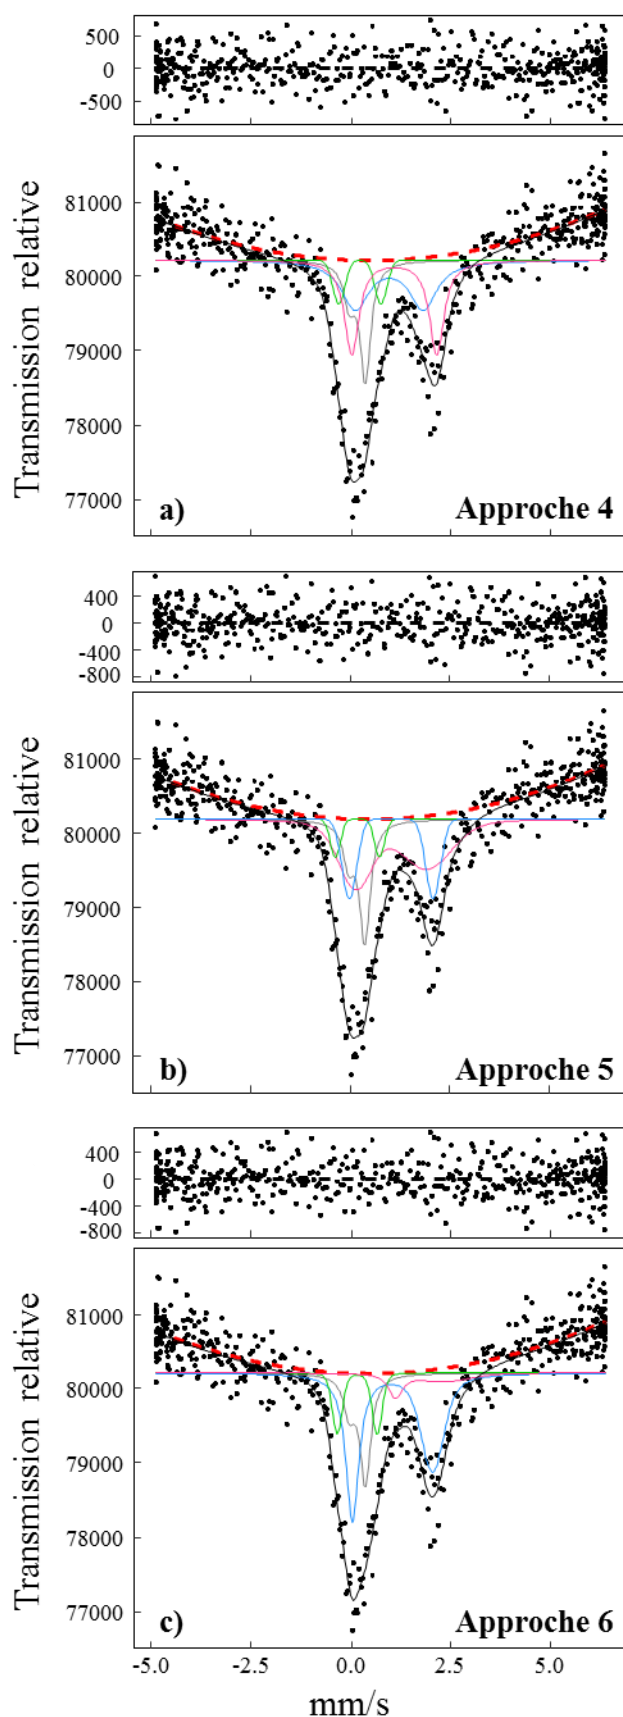 500
0
-500
Transmission relative
81000
80000
79000
78000
77000
a)
Approche 4
400
0
-400
-800
Transmission relative
81000
80000
79000
78000
77000
b)
Approche 5
400
0
-400
-800
Transmission relative
81000
80000
79000
78000
77000
c)
Approche 6
-5.0 -2.5 0.0 2.5 5.0
mm/s